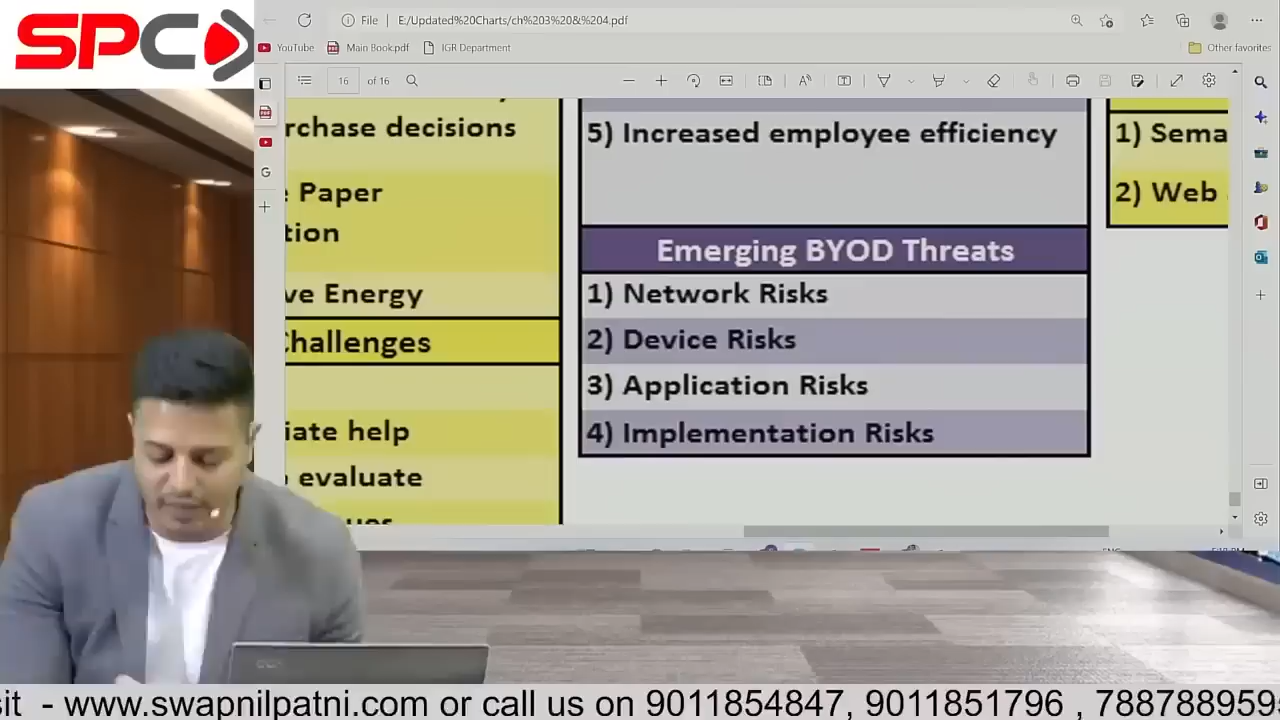 SPC
File
E:/Updated%20Charts/ch%203%20&%204.pdf
YouTube
Main Book.pdf
IGR Department
Other favorites
16
of 16
rchase decisions
Paper
tion
ve Energy
Challenges
iate help
evaluate
5) Increased employee efficiency
Emerging BYOD Threats
1) Network Risks
2) Device Risks
3) Application Risks
4) Implementation Risks
1) Sema
2) Web
G
sit - www.swapnilpatni.com or call us on 9011854847, 9011851796 , 788788959